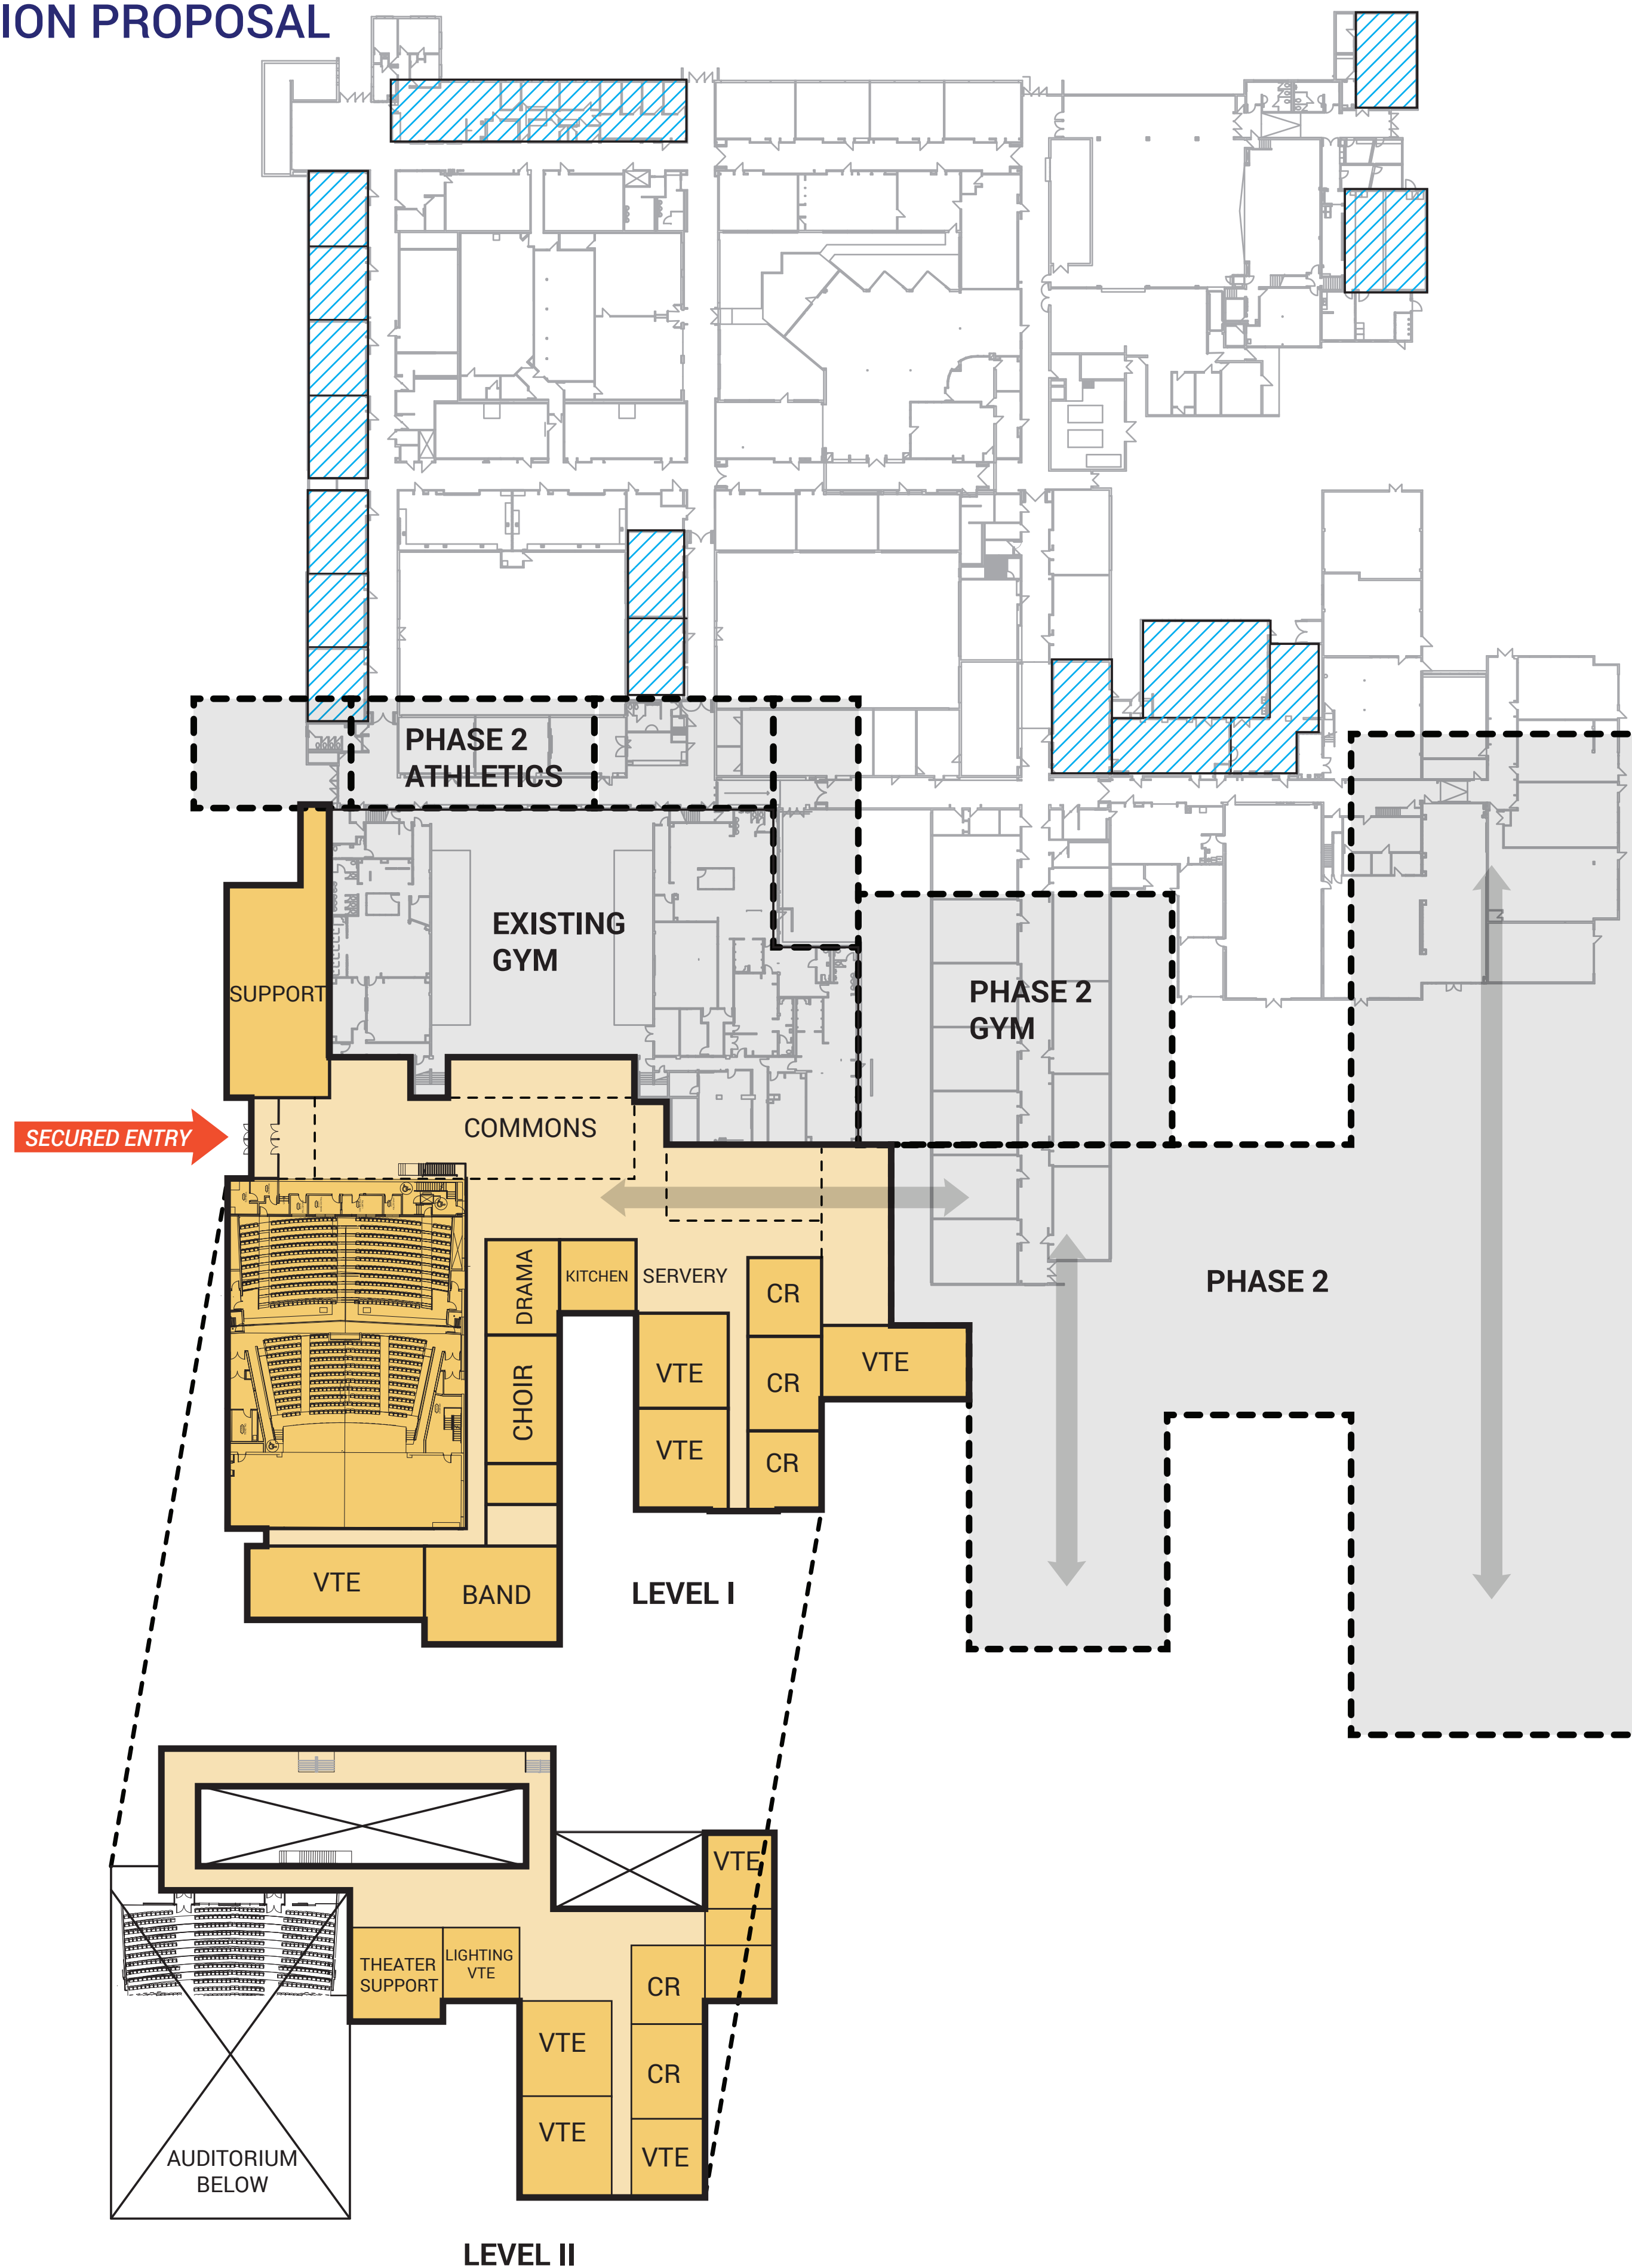 ION PROPOSAL
PHASE 2
ATHLETICS
EXISTING
GYM
SUPPORT
PHASE 2
GYM
SECURED ENTRY
COMMONS
DRAMA
KITCHEN
SERVERY
CR
PHASE 2
VTE
VTE
CHOIR
CR
VTE
CR
VTE
BAND
LEVEL I
VTE
THEATER
SUPPORT
LIGHTING
VTE
CR
VTE
CR
VTE
VTE
AUDITORIUM
BELOW
LEVEL II